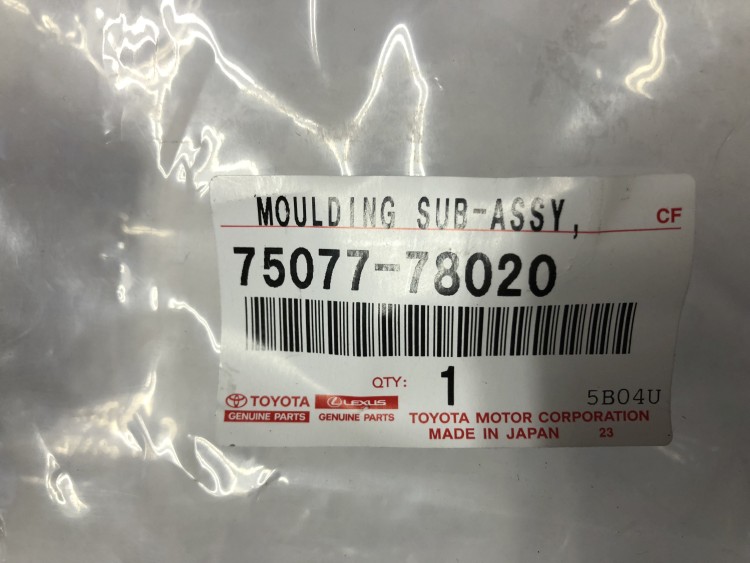 MOULDING SUB-ASSY,
CF
75077-78020
QTY: 1
5B04U
TOYOTA LEXUS
GENUINE PARTS GENUINE PARTS
TOYOTA MOTOR CORPORATION
MADE IN JAPAN 23